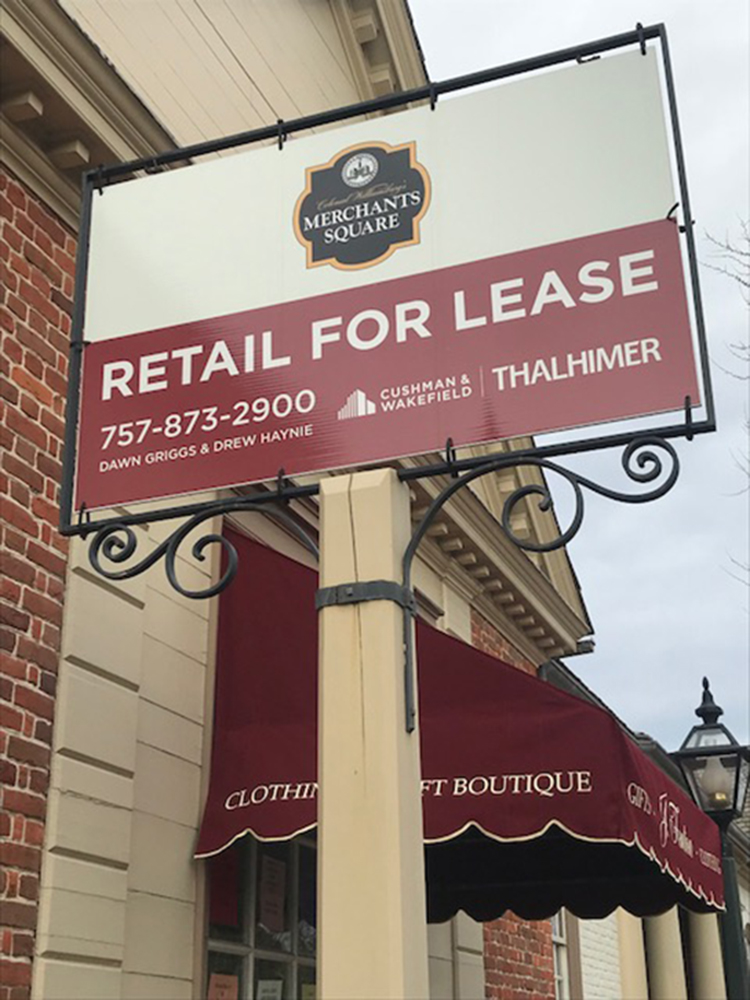 Colonial Williamsburg's
MERCHANTS
SQUARE
RETAIL FOR LEASE
757-873-2900
DAWN GRIGGS & DREW HAYNIE
CUSHMAN &
WAKEFIELD
THALHIMER
CLOTHIN FT BOUTIQUE
GIFTS